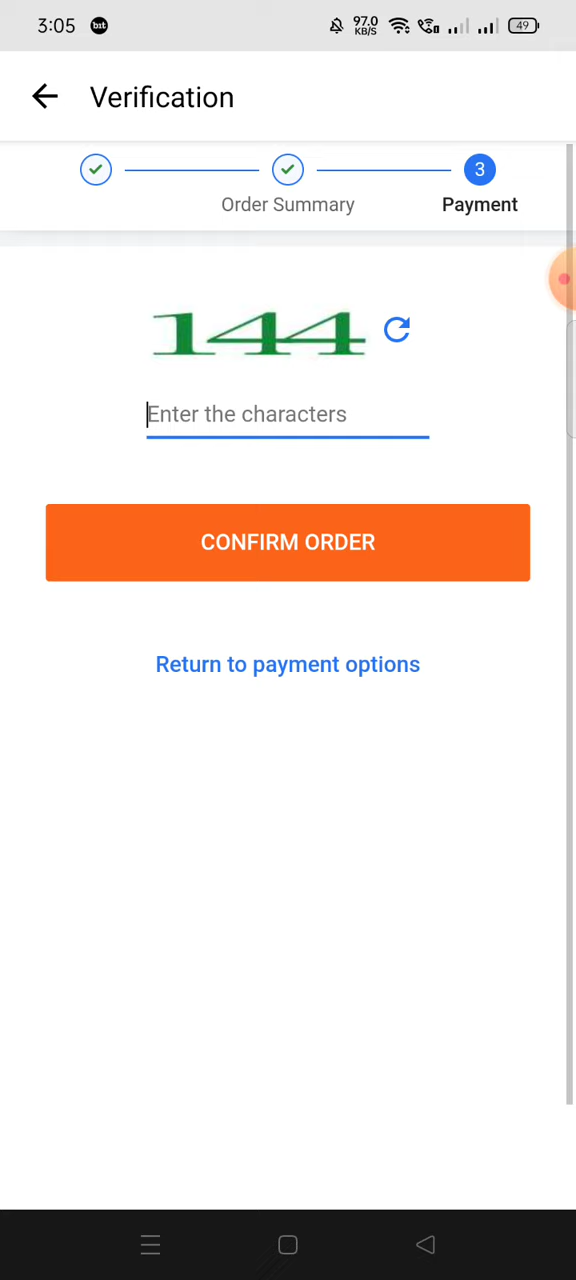 3:05 bıt 97.0 KB/S 49
Verification
3
Order Summary Payment
144
Enter the characters
CONFIRM ORDER
Return to payment options